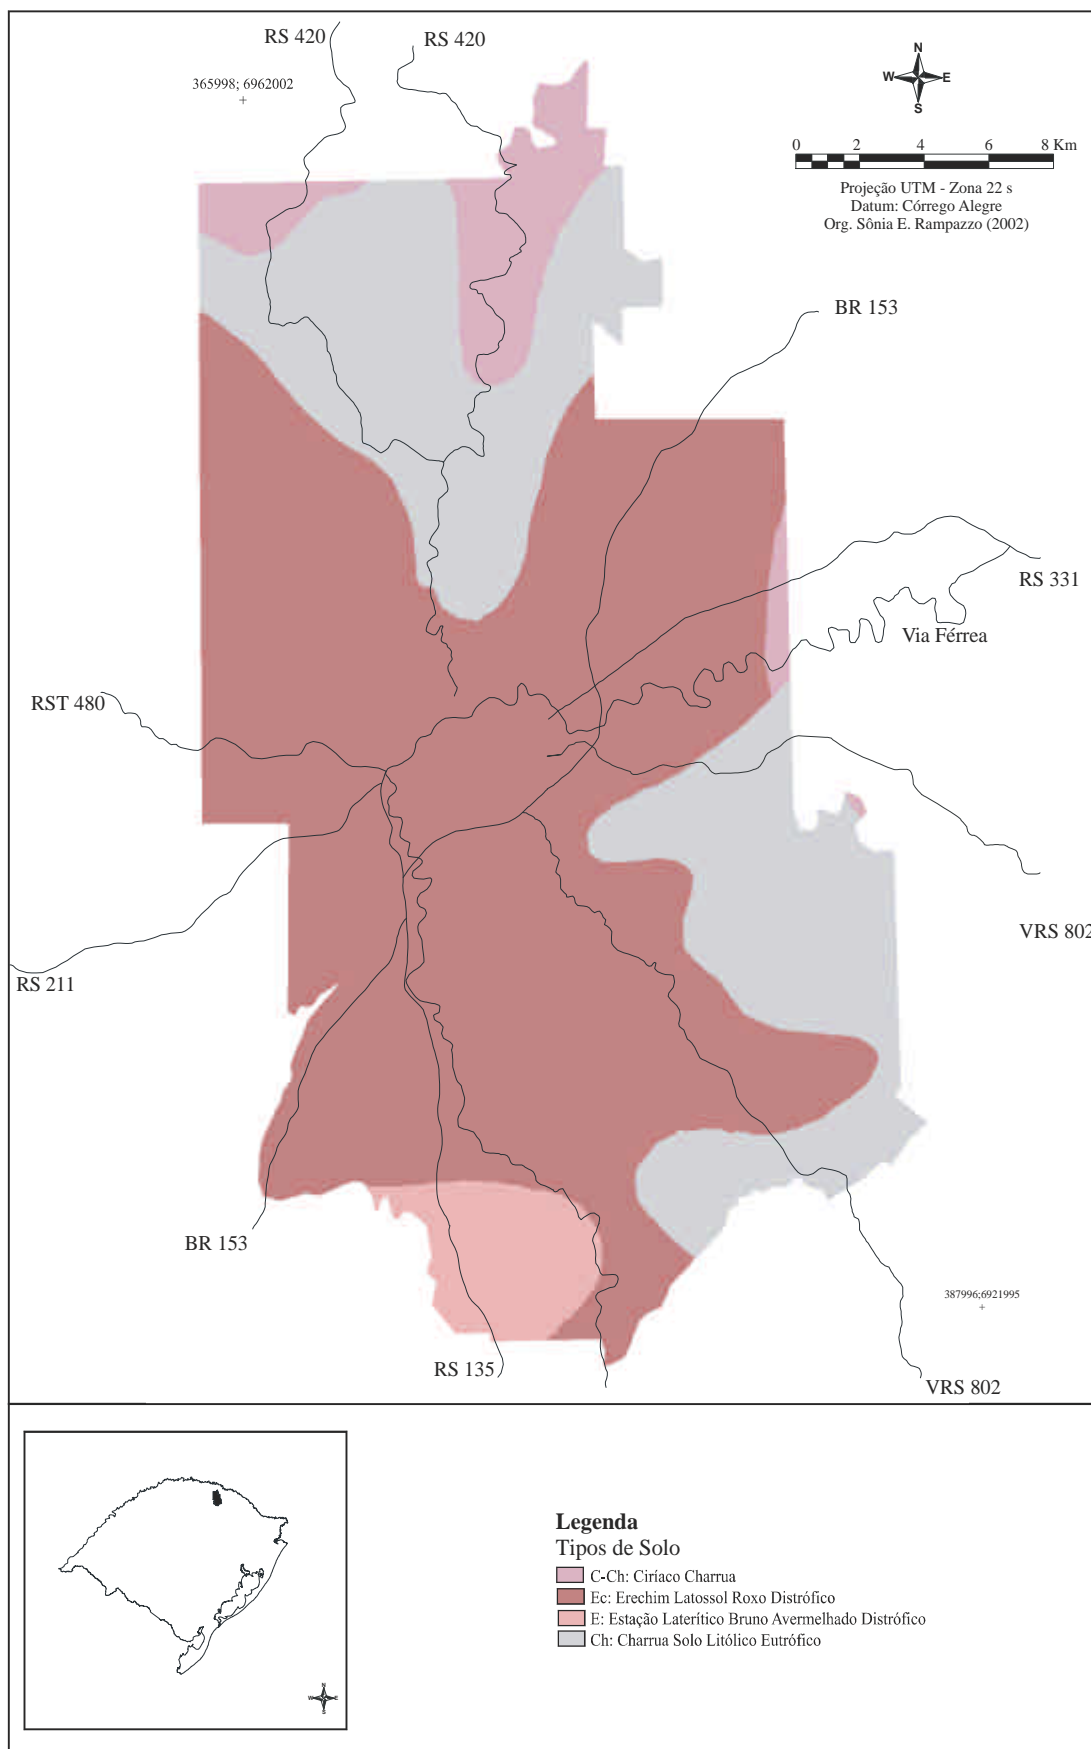 RS 420
RS 420
365998; 6962002
N
W E
S
0 2 4 6 8 Km
Projeção UTM - Zona 22 s
Datum: Córrego Alegre
Org. Sônia E. Rampazzo (2002)
BR 153
RS 331
Via Férrea
RST 480
VRS 802
RS 211
BR 153
387996;6921995
RS 135
VRS 802
Legenda
Tipos de Solo
C-Ch: Ciríaco Charrua
Ec: Erechim Latossol Roxo Distrófico
E: Estação Laterítico Bruno Avermelhado Distrófico
Ch: Charrua Solo Litólico Eutrófico
N
W E
S